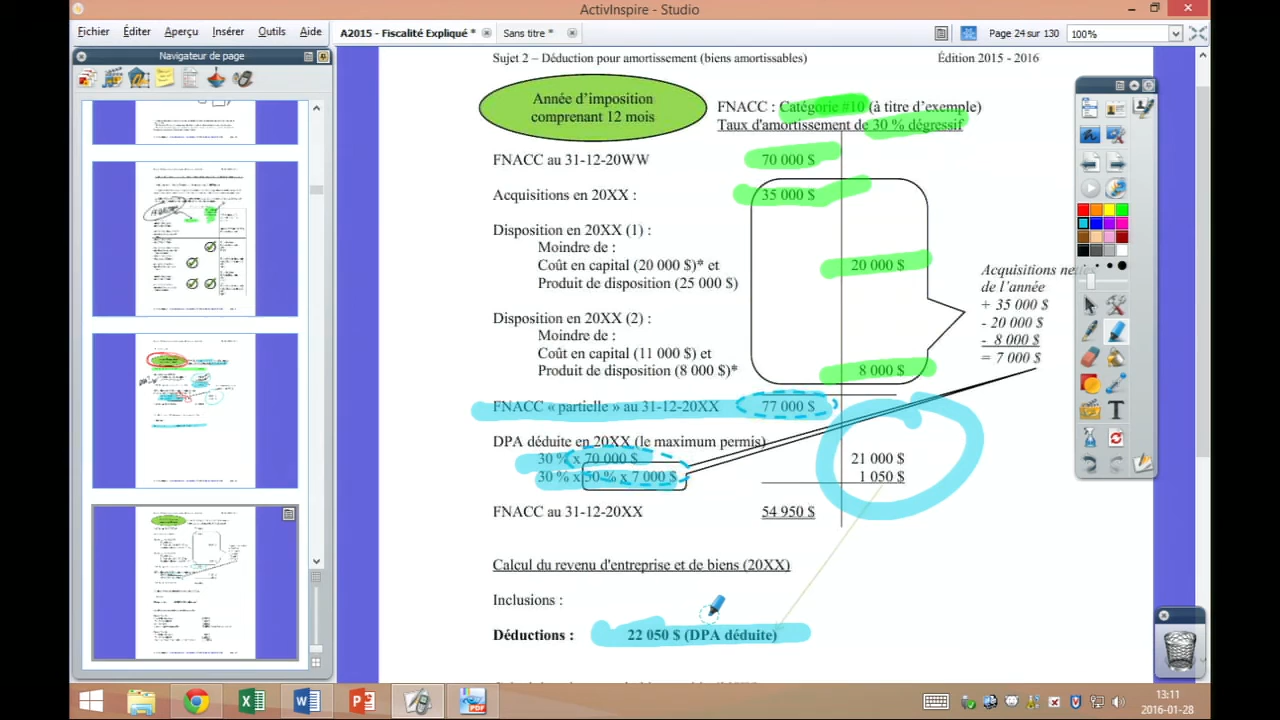 ActivInspire - Studio
Fichier Éditer Aperçu Insérer Outils Aide
A2015 - Fiscalité Expliqué * Sans titre * Page 24 sur 130 100%
Navigateur de page
Sujet 2 – Déduction pour amortissement (biens amortissables) Édition 2015 - 2016
Année d’imposition
comprenant 12 mois
FNACC : Catégorie #10 (à titre d’exemple)
Taux d'amortissement de 30 % dégressif
FNACC au 31-12-20WW 70 000 $
Acquisitions en 20XX : 35 000 $
Disposition en 20XX (1) :
Moindre de :
Coût en capital (20 000 $)* et 20 000 $
Produit de disposition (25 000 $)
Disposition en 20XX (2) :
Moindre de :
Coût en capital (11 000 $) et
Produit de disposition (8 000 $)* 8 000 $
Acquisitions
de l’année
+ 35 000 $
- 20 000 $
- 8 000 $
= 7 000 $
FNACC « partielle » au 31-12-20XX 77 000 $
DPA déduite en 20XX (le maximum permis)
30 % x 70 000 $ 21 000 $
30 % x 50 % x 000 $ 1 050 $
FNACC au 31-12-20XX 54 950 $
Calcul du revenu d'entreprise et de biens (20XX)
Inclusions :
Déductions : 22 050 $ (DPA déduite)
13:11
2016-01-28